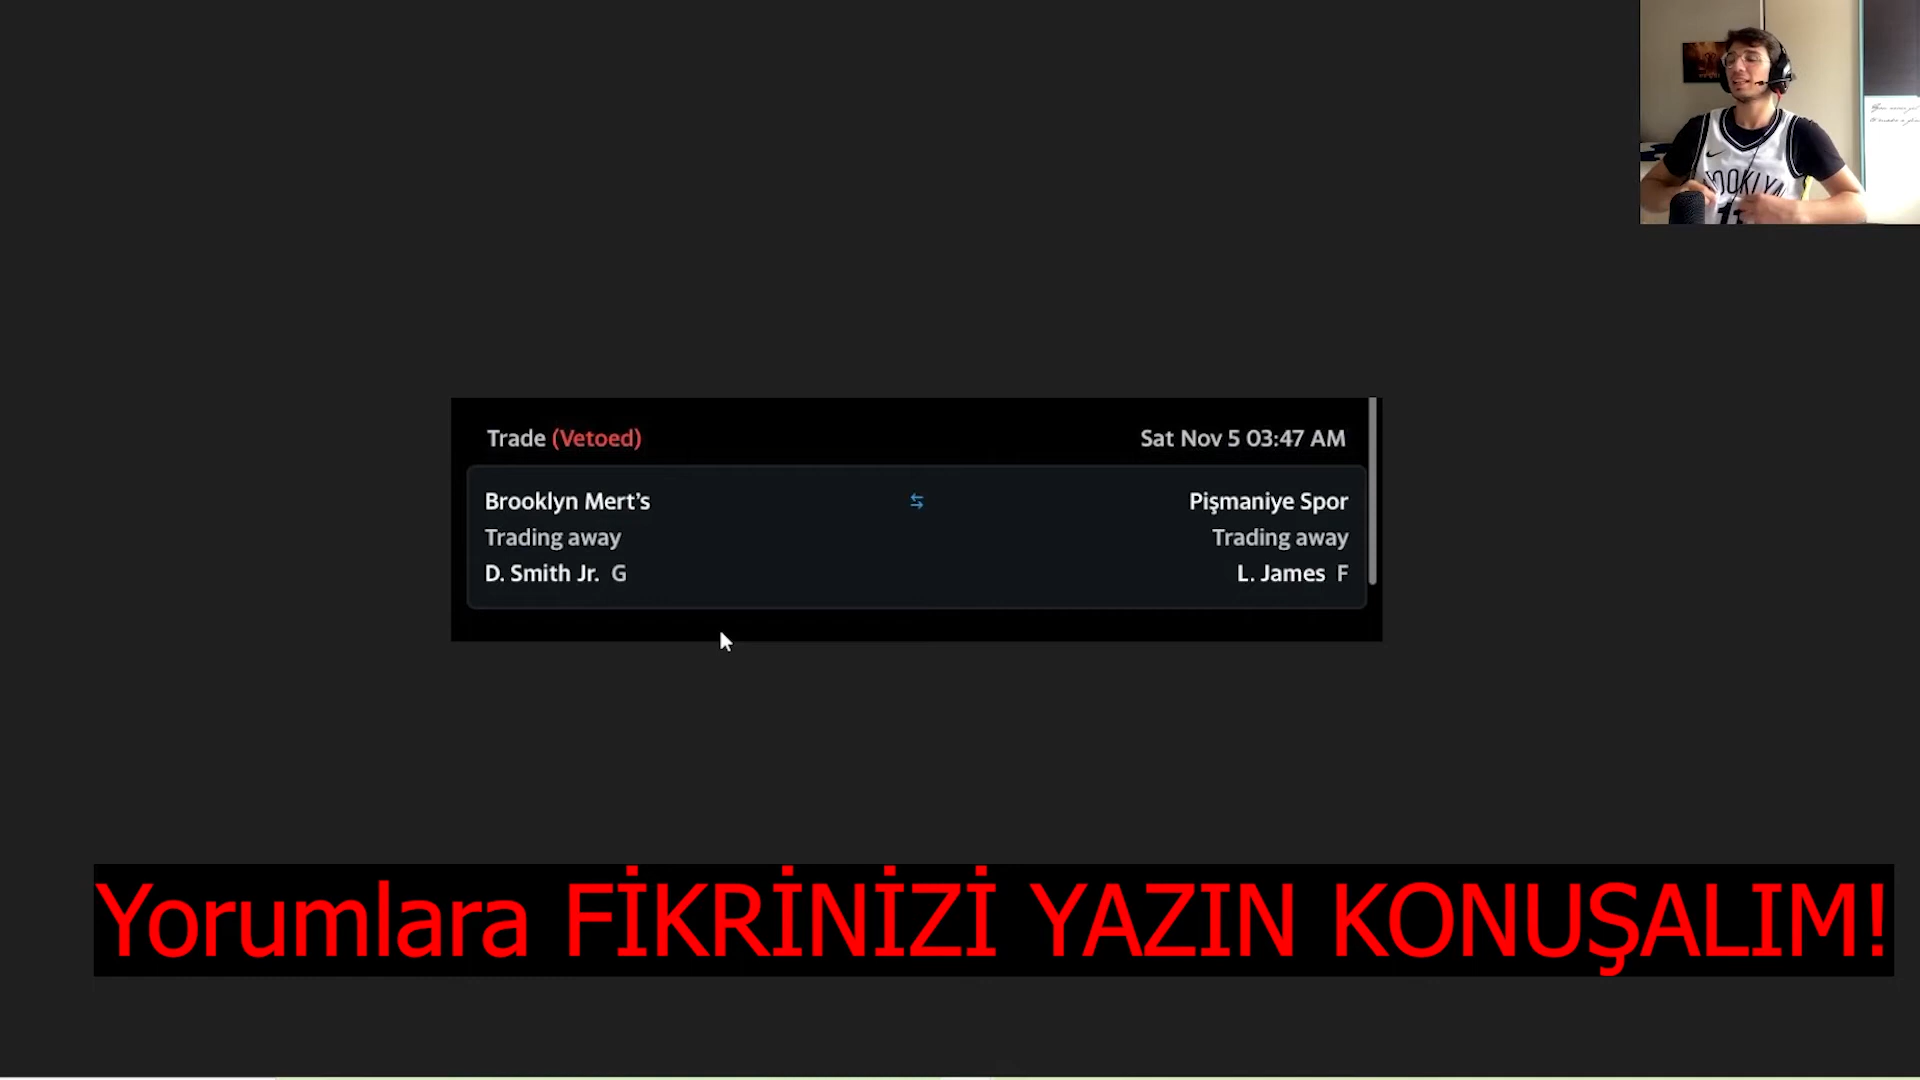 Trade (Vetoed) Sat Nov 5 03:47 AM
Brooklyn Mert's Pişmaniye Spor
Trading away Trading away
D. Smith Jr. G L. James F
Yorumlara FİKRİNİZİ YAZIN KONUŞALIM!